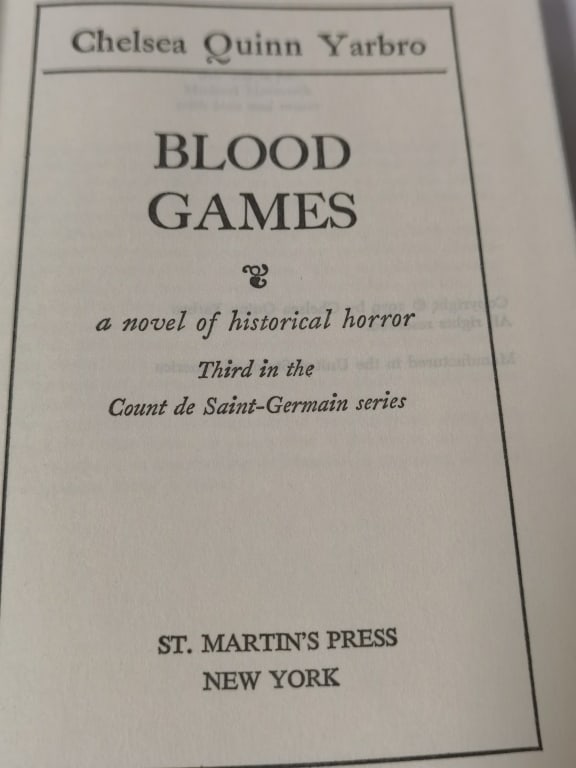 Chelsea Quinn Yarbro
BLOOD
GAMES
a novel of historical horror
Third in the
Count de Saint-Germain series
ST. MARTIN'S PRESS
NEW YORK